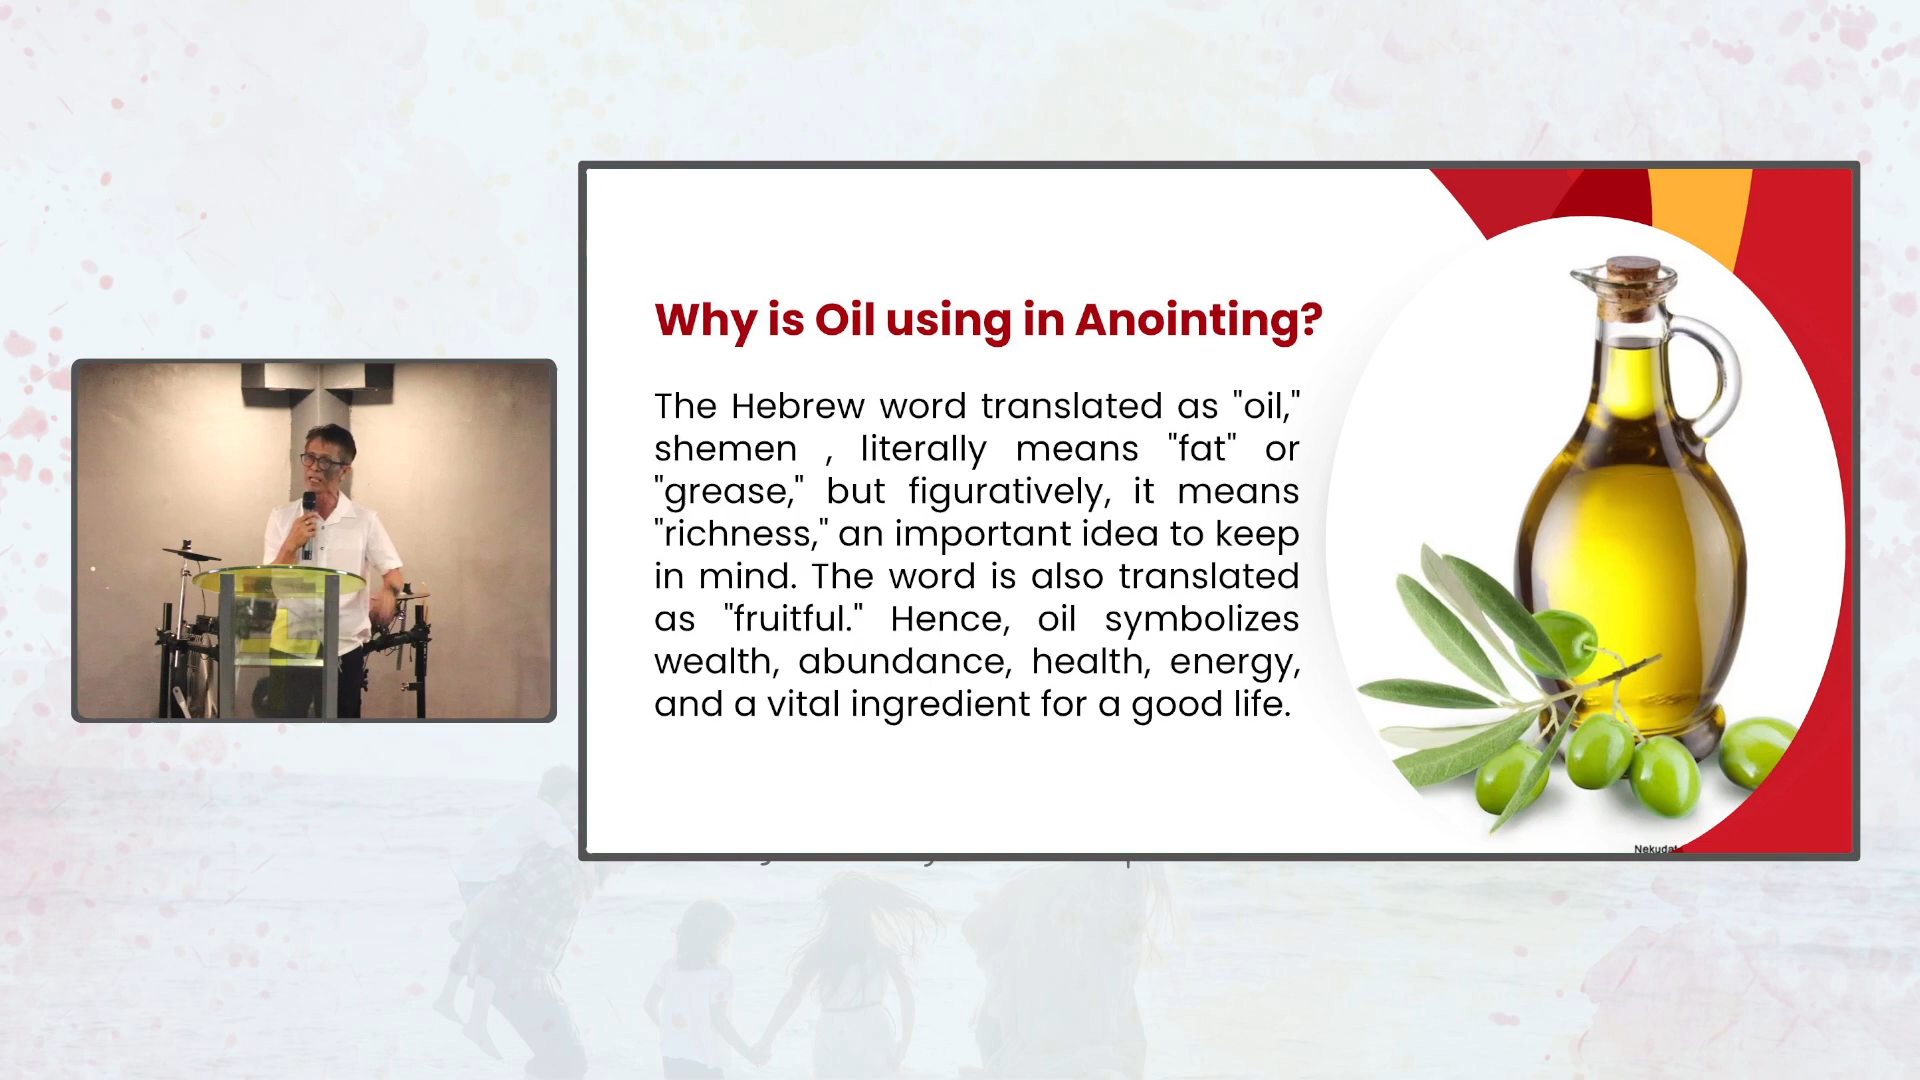 Why is Oil using in Anointing?
The Hebrew word translated as "oil,"
shemen , literally means "fat" or
"grease," but figuratively, it means
"richness," an important idea to keep
in mind. The word is also translated
as "fruitful." Hence, oil symbolizes
wealth, abundance, health, energy,
and a vital ingredient for a good life.